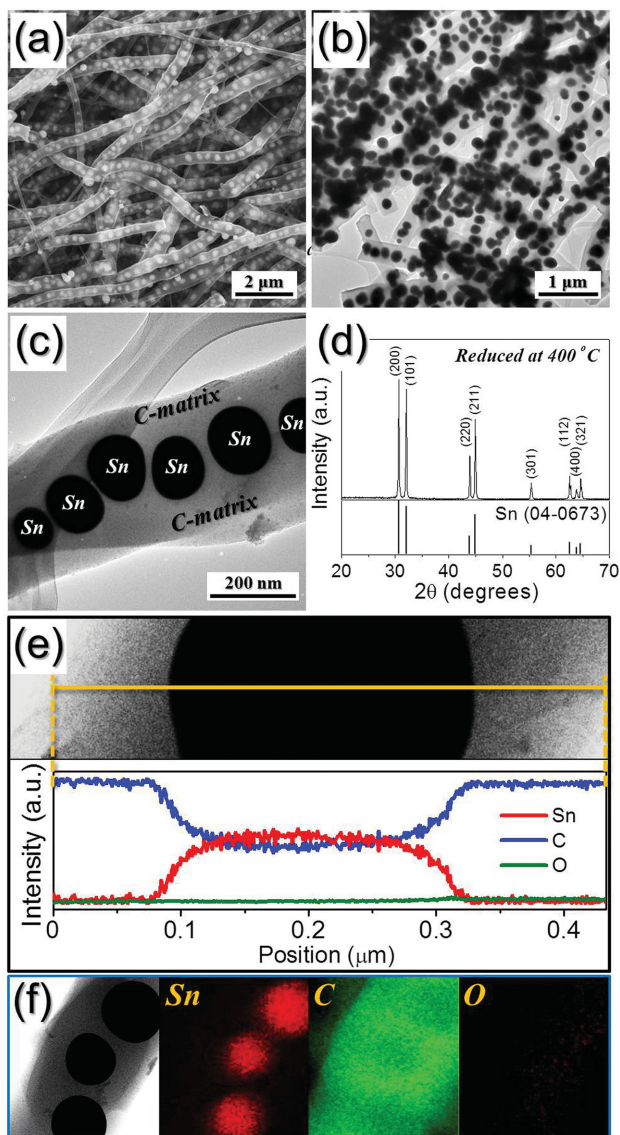 (a)
2 μm
(b)
1 μm
(c)
C-matrix
Sn
Sn
Sn
Sn
Sn
Sn
C-matrix
200 nm
(d)
Reduced at 400 °C
Intensity (a.u.)
(200)
(101)
(220)
(211)
(301)
(112)
(400)
(321)
Sn (04-0673)
20 30 40 50 60 70
2θ (degrees)
(e)
Intensity (a.u.)
Sn
C
O
0 0.1 0.2 0.3 0.4
Position (μm)
(f)
Sn
C
O